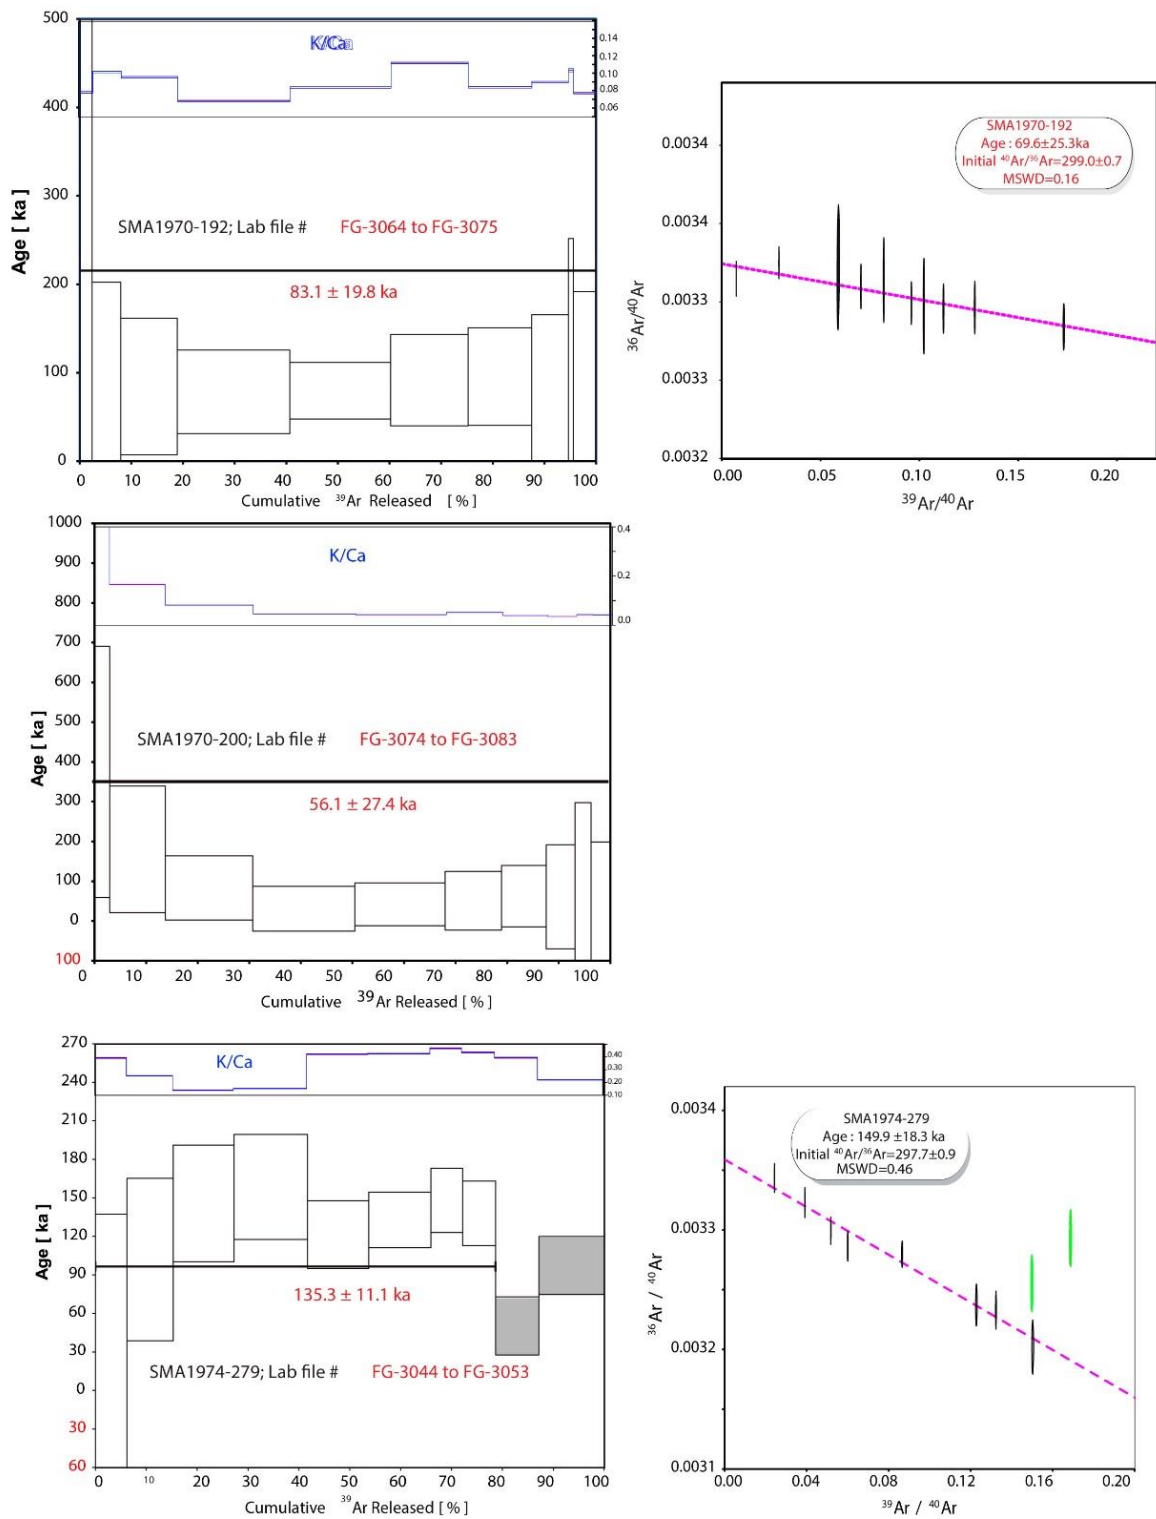 500
400
300
200
100
0
Age [ ka ]
K/Ca
0.14
0.12
0.10
0.08
0.06
SMA1970-192; Lab file # FG-3064 to FG-3075
83.1 ± 19.8 ka
0 10 20 30 40 50 60 70 80 90 100
Cumulative ³⁹Ar Released [ % ]
0.0034
0.0034
0.0033
0.0033
0.0032
³⁶Ar/⁴⁰Ar
SMA1970-192
Age : 69.6±25.3ka
Initial ⁴⁰Ar/³⁶Ar=299.0±0.7
MSWD=0.16
0.00 0.05 0.10 0.15 0.20
³⁹Ar/⁴⁰Ar
1000
900
800
700
600
500
400
300
200
100
0
100
Age [ ka ]
K/Ca
0.4
0.2
0.0
SMA1970-200; Lab file # FG-3074 to FG-3083
56.1 ± 27.4 ka
0 10 20 30 40 50 60 70 80 90 100
Cumulative ³⁹Ar Released [ % ]
270
240
210
180
150
120
90
60
30
0
30
60
Age [ ka ]
K/Ca
0.40
0.30
0.20
0.10
135.3 ± 11.1 ka
SMA1974-279; Lab file # FG-3044 to FG-3053
0 10 20 30 40 50 60 70 80 90 100
Cumulative ³⁹Ar Released [ % ]
0.0034
0.0033
0.0032
0.0031
³⁶Ar / ⁴⁰Ar
SMA1974-279
Age : 149.9 ±18.3 ka
Initial ⁴⁰Ar/³⁶Ar=297.7±0.9
MSWD=0.46
0.00 0.04 0.08 0.12 0.16 0.20
³⁹Ar / ⁴⁰Ar